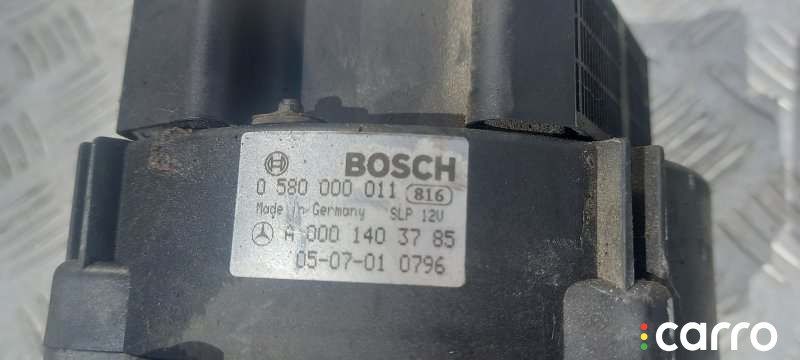 BOSCH
0 580 000 011 816
Made in Germany SLP 12V
A 000 140 37 85
05-07-01 0796
carro